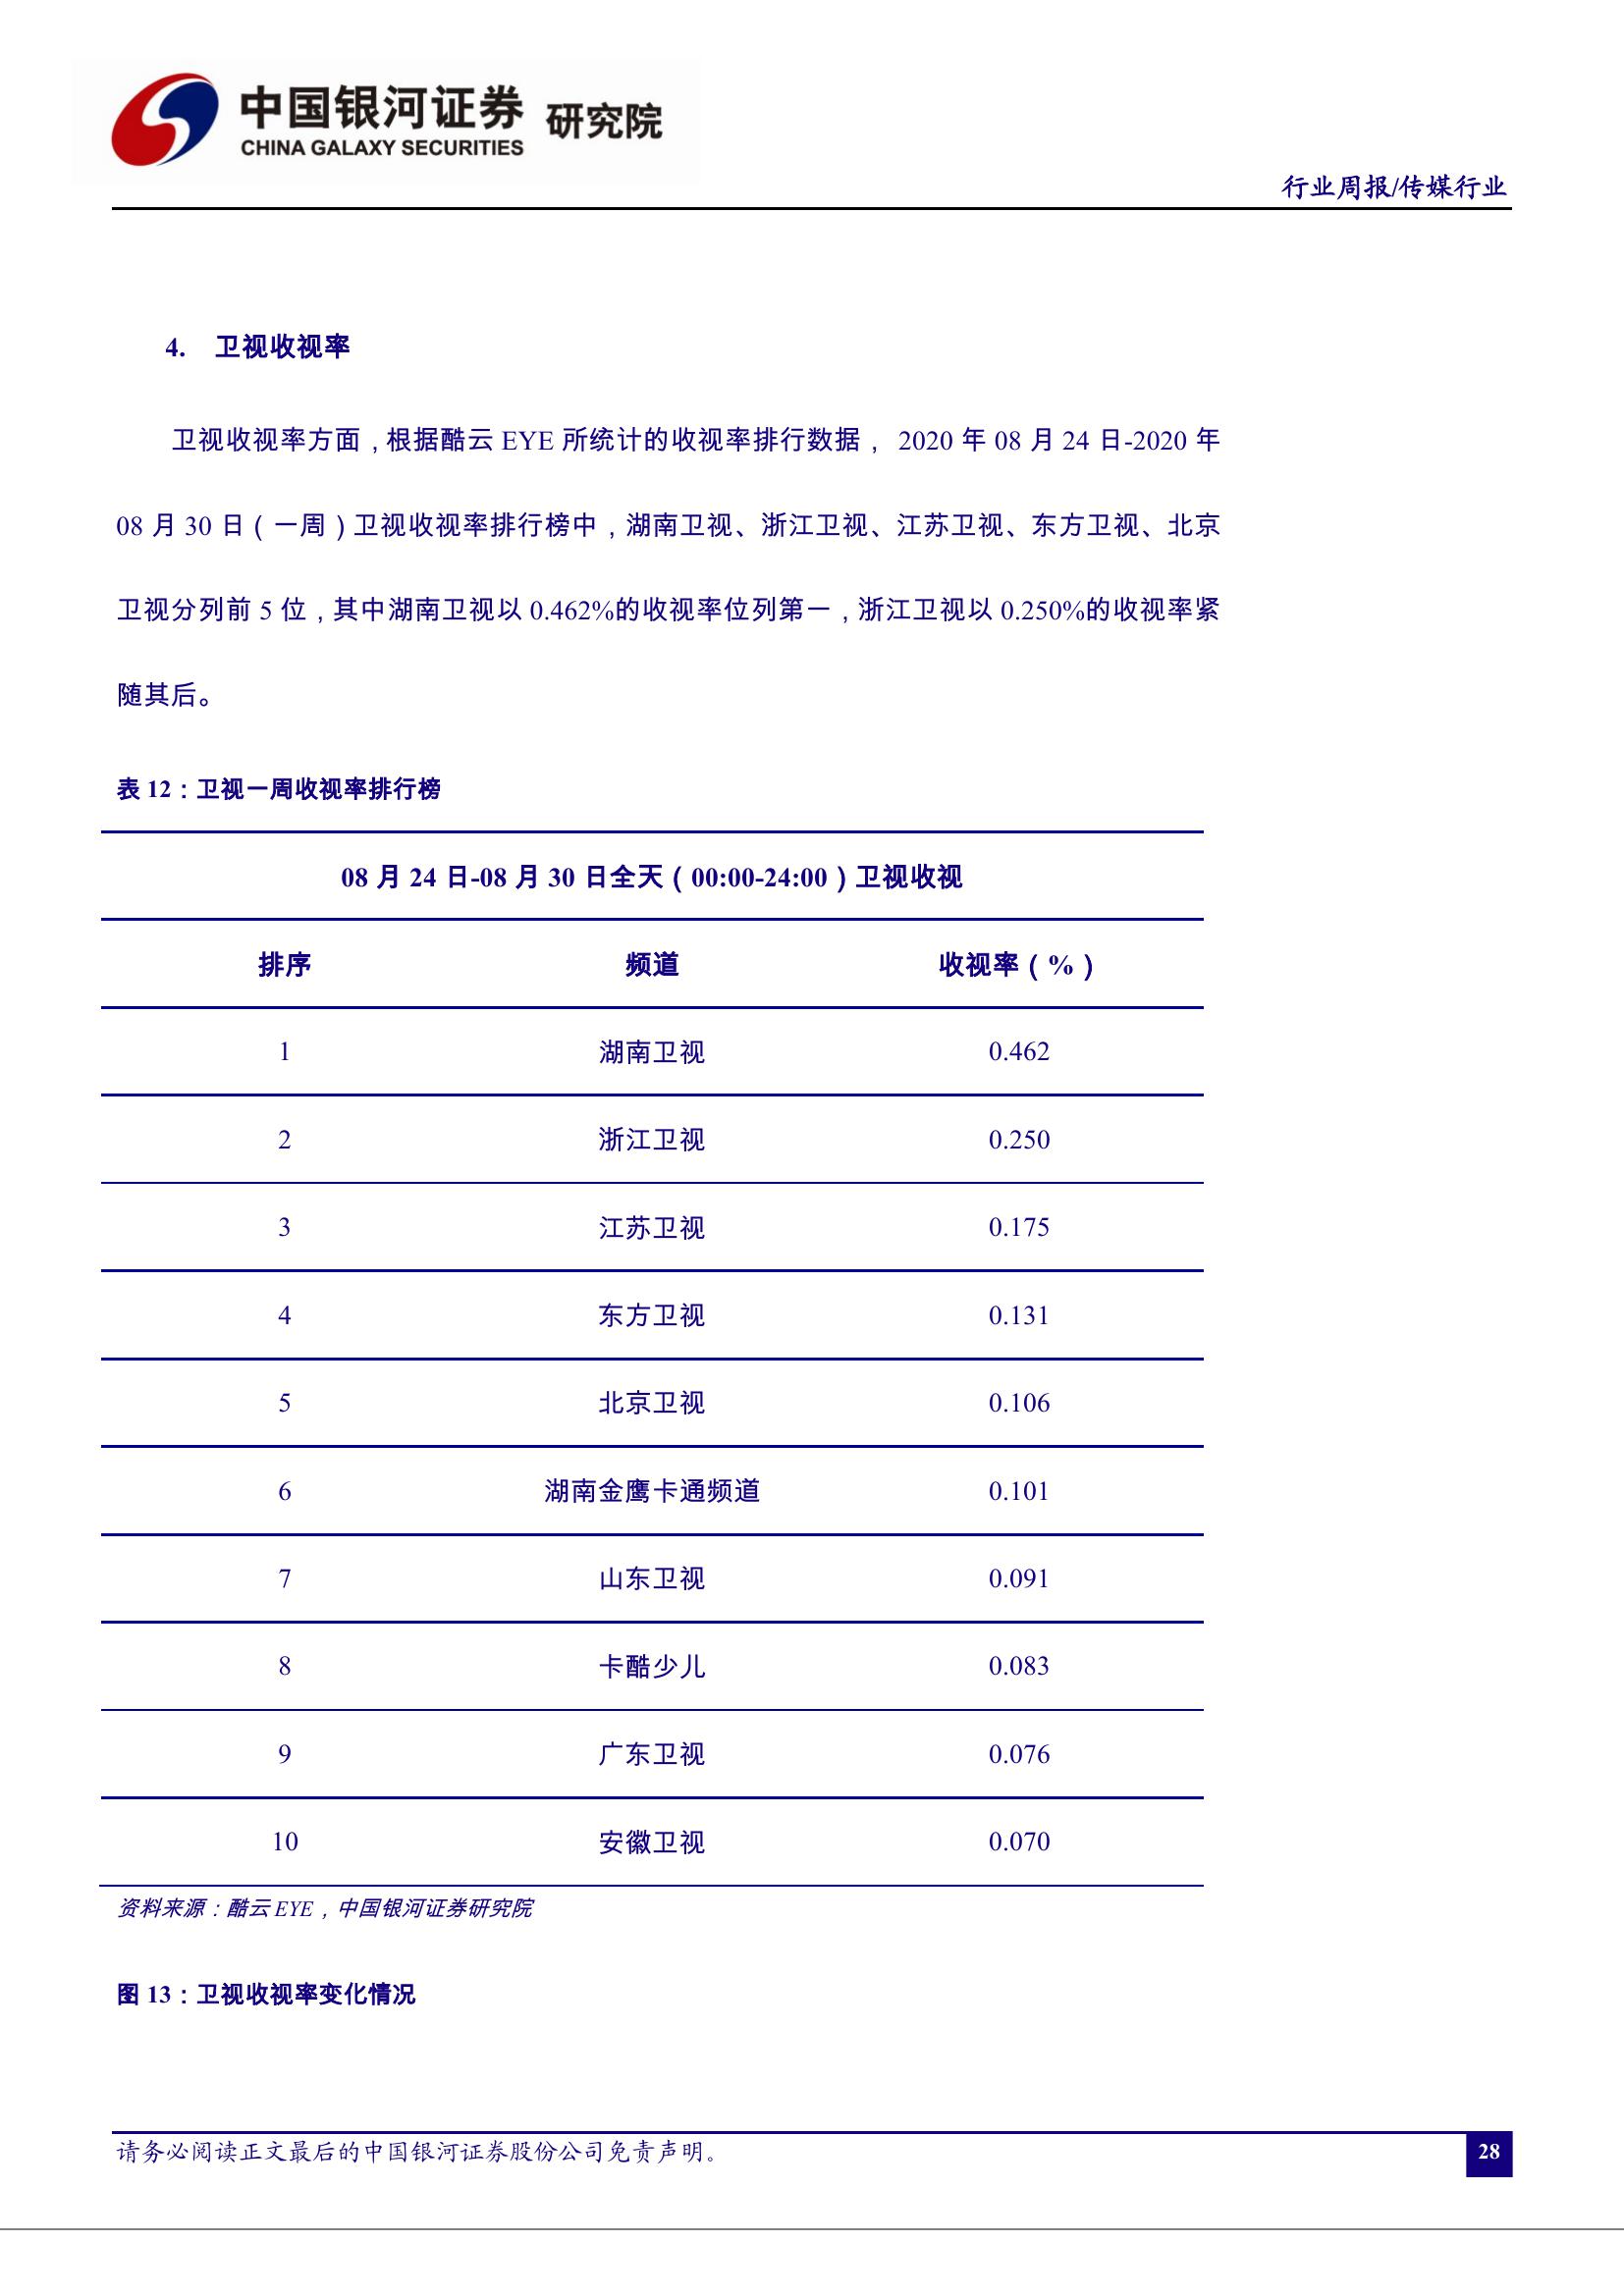 中国银河证券 研究院
CHINA GALAXY SECURITIES
行业周报/传媒行业
4. 卫视收视率
卫视收视率方面，根据酷云 EYE 所统计的收视率排行数据， 2020 年 08 月 24 日-2020 年
08 月 30 日（一周）卫视收视率排行榜中，湖南卫视、浙江卫视、江苏卫视、东方卫视、北京
卫视分列前 5 位，其中湖南卫视以 0.462%的收视率位列第一，浙江卫视以 0.250%的收视率紧
随其后。
表 12：卫视一周收视率排行榜
08 月 24 日-08 月 30 日全天（00:00-24:00）卫视收视
排序 频道 收视率（%）
1 湖南卫视 0.462
2 浙江卫视 0.250
3 江苏卫视 0.175
4 东方卫视 0.131
5 北京卫视 0.106
6 湖南金鹰卡通频道 0.101
7 山东卫视 0.091
8 卡酷少儿 0.083
9 广东卫视 0.076
10 安徽卫视 0.070
资料来源：酷云 EYE，中国银河证券研究院
图 13：卫视收视率变化情况
请务必阅读正文最后的中国银河证券股份公司免责声明。
28